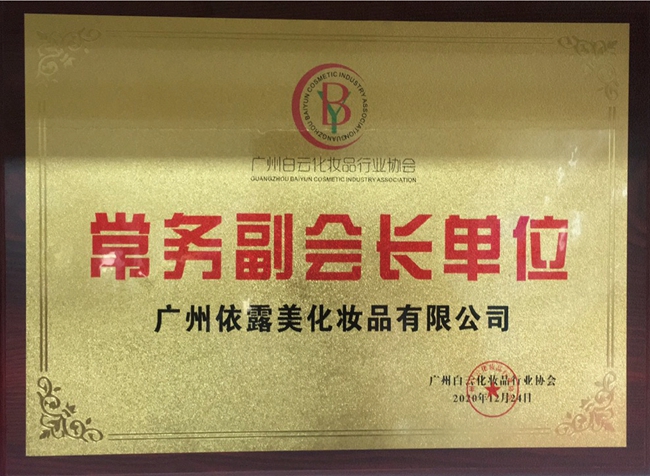 GUANGZHOU BAIYUN COSMETIC INDUSTRY ASSOCIATION
BY
广州白云化妆品行业协会
GUANGZHOU BAIYUN COSMETIC INDUSTRY ASSOCIATION
常务副会长单位
广州依露美化妆品有限公司
广州白云化妆品行业协会
2020年12月24日